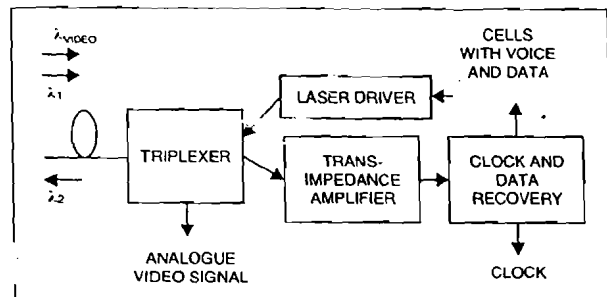 λVIDEO
λ1
λ2
TRIPLEXER
ANALOGUE
VIDEO SIGNAL
LASER DRIVER
TRANS-
IMPEDANCE
AMPLIFIER
CELLS
WITH VOICE
AND DATA
CLOCK AND
DATA
RECOVERY
CLOCK